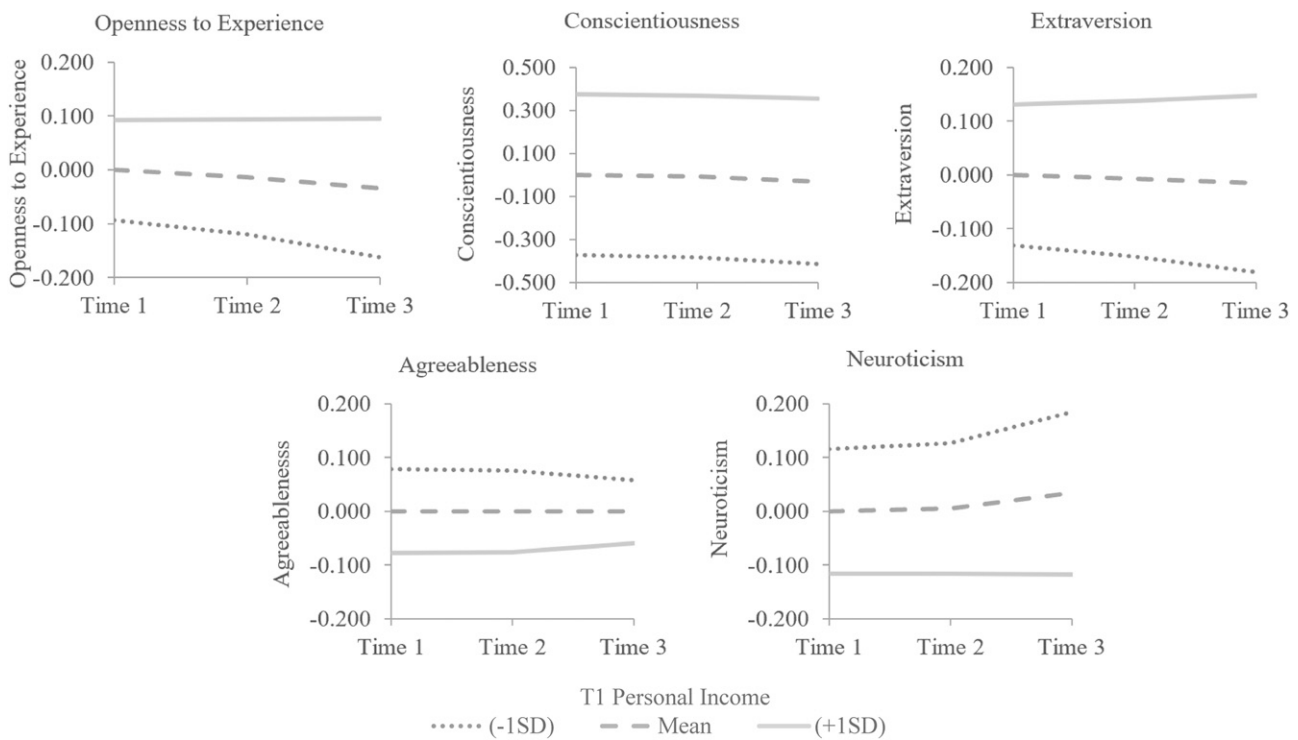 Openness to Experience
Openness to Experience
0.200
0.100
0.000
-0.100
-0.200
Time 1 Time 2 Time 3
Conscientiousness
Conscientiousness
0.500
0.300
0.100
-0.100
-0.300
-0.500
Time 1 Time 2 Time 3
Extraversion
Extraversion
0.200
0.100
0.000
-0.100
-0.200
Time 1 Time 2 Time 3
Agreeableness
Agreeablenesss
0.200
0.100
0.000
-0.100
-0.200
Time 1 Time 2 Time 3
Neuroticism
Neuroticism
0.200
0.100
0.000
-0.100
-0.200
Time 1 Time 2 Time 3
T1 Personal Income
(-1SD) Mean (+1SD)